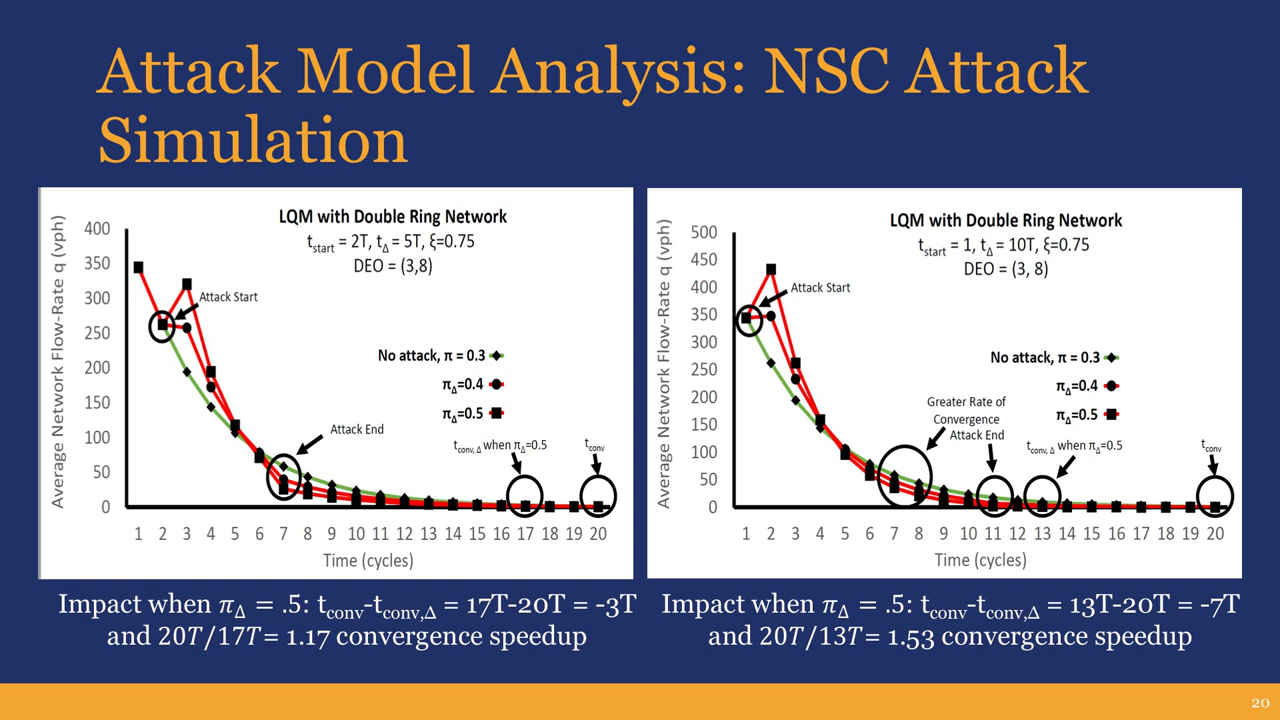 Attack Model Analysis: NSC Attack
Simulation
LQM with Double Ring Network
tstart = 2T, tΔ = 5T, ξ=0.75
DEO = (3,8)
Average Network Flow-Rate q (vph)
400
350
300
250
200
150
100
50
0
Attack Start
No attack, π = 0.3
πΔ=0.4
πΔ=0.5
Attack End
tconv, Δ when πΔ=0.5
tconv
1 2 3 4 5 6 7 8 9 10 11 12 13 14 15 16 17 18 19 20
Time (cycles)
LQM with Double Ring Network
tstart = 1, tΔ = 10T, ξ=0.75
DEO = (3, 8)
Average Network Flow-Rate q (vph)
500
450
400
350
300
250
200
150
100
50
0
Attack Start
No attack, π = 0.3
πΔ=0.4
πΔ=0.5
Greater Rate of
Convergence
Attack End
tconv, Δ when πΔ=0.5
tconv
1 2 3 4 5 6 7 8 9 10 11 12 13 14 15 16 17 18 19 20
Time (cycles)
Impact when 𝜋Δ = .5: tconv-tconv,Δ = 17T-20T = -3T
and 20𝑇/17𝑇= 1.17 convergence speedup
Impact when 𝜋Δ = .5: tconv-tconv,Δ = 13T-20T = -7T
and 20𝑇/13𝑇= 1.53 convergence speedup
20